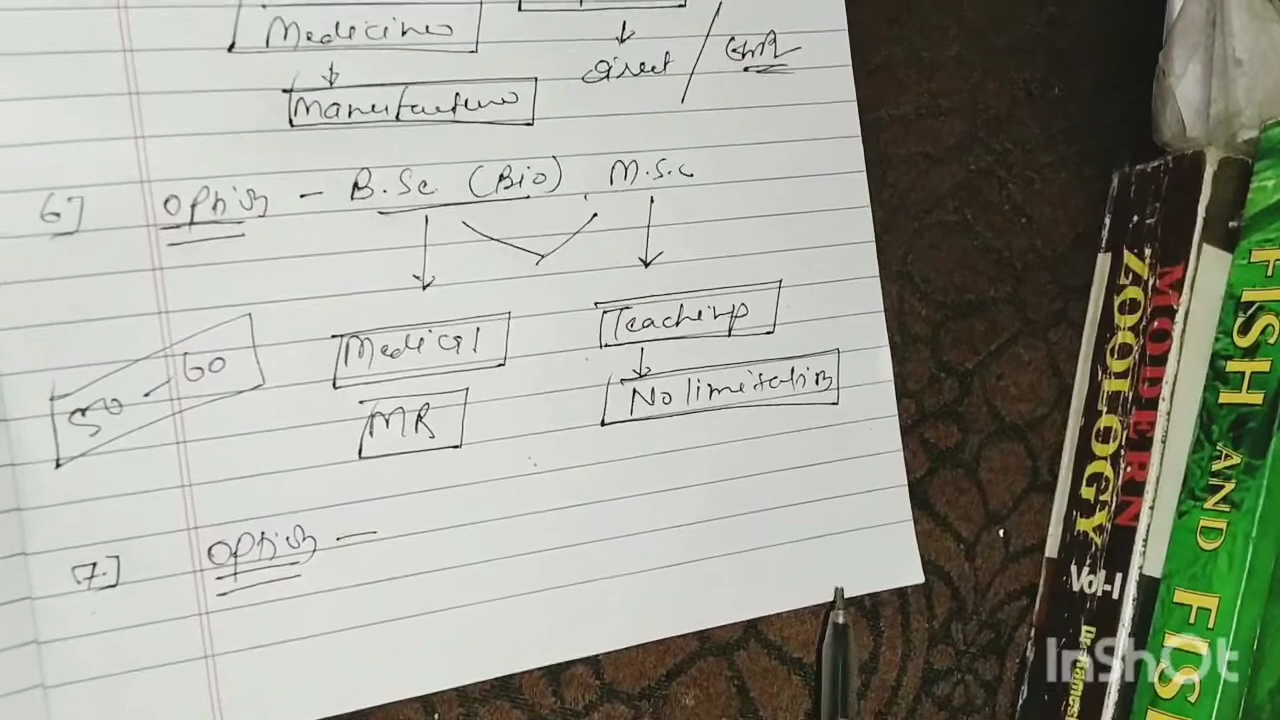 Medicines
direct /
Manufacture
6] Option - B.Sc (Bio), M.Sc
50 - 60
Medical
Teaching
MR
No limitation
7] Option -
MODERN
ZOOLOGY
Vol-I
FISH AND FIS
InShOt